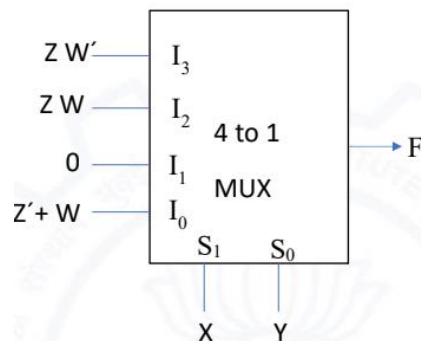 Z W´ I3
Z W I2
4 to 1
F
0 I1
MUX
Z´+ W I0
S1 S0
X Y